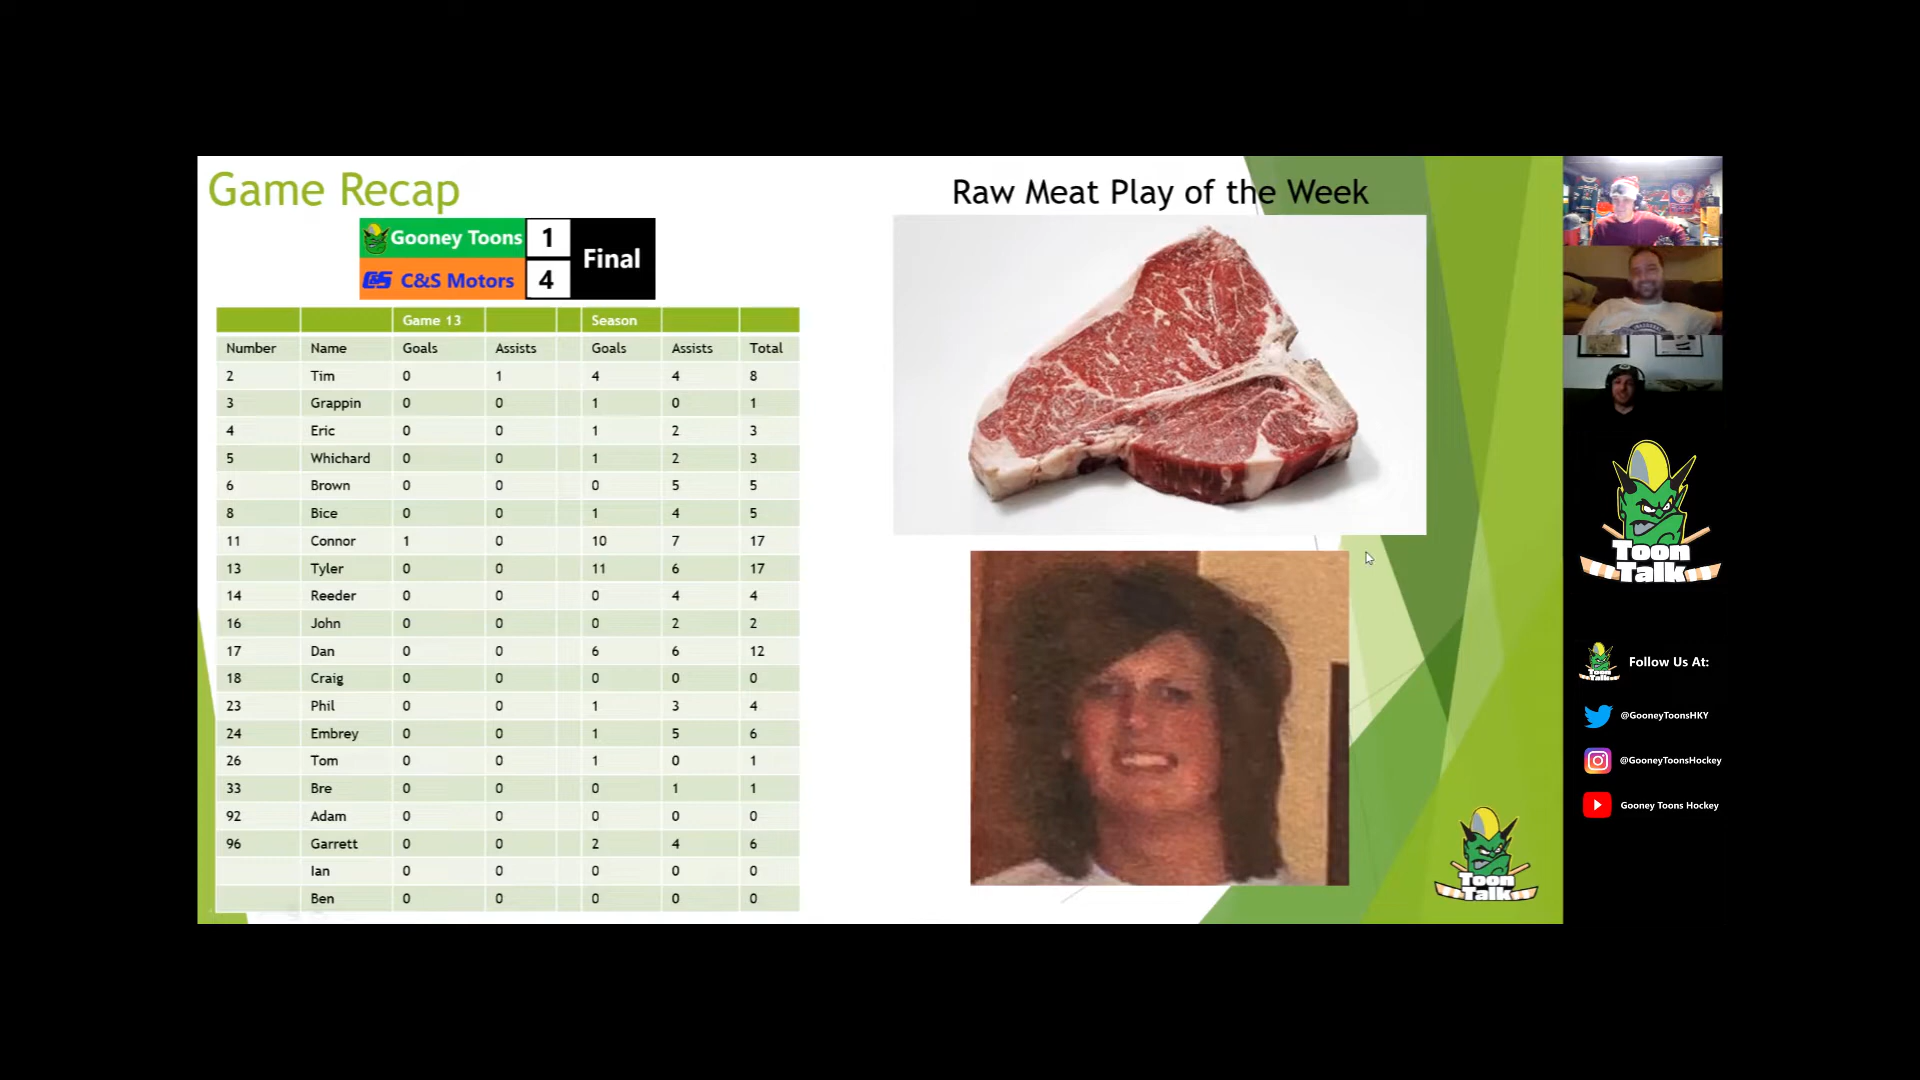 Game Recap
Gooney Toons 1
C&S C&S Motors 4
Final
Game 13 Season
Number Name Goals Assists Goals Assists Total
2 Tim 0 1 4 4 8
3 Grappin 0 0 1 0 1
4 Eric 0 0 1 2 3
5 Whichard 0 0 1 2 3
6 Brown 0 0 0 5 5
8 Bice 0 0 1 4 5
11 Connor 1 0 10 7 17
13 Tyler 0 0 11 6 17
14 Reeder 0 0 0 4 4
16 John 0 0 0 2 2
17 Dan 0 0 6 6 12
18 Craig 0 0 0 0 0
23 Phil 0 0 1 3 4
24 Embrey 0 0 1 5 6
26 Tom 0 0 1 0 1
33 Bre 0 0 0 1 1
92 Adam 0 0 0 0 0
96 Garrett 0 0 2 4 6
Ian 0 0 0 0 0
Ben 0 0 0 0 0
Raw Meat Play of the Week
Toon
Talk
Toon
Talk
Toon
Talk
Follow Us At:
@GooneyToonsHKY
@GooneyToonsHockey
Gooney Toons Hockey